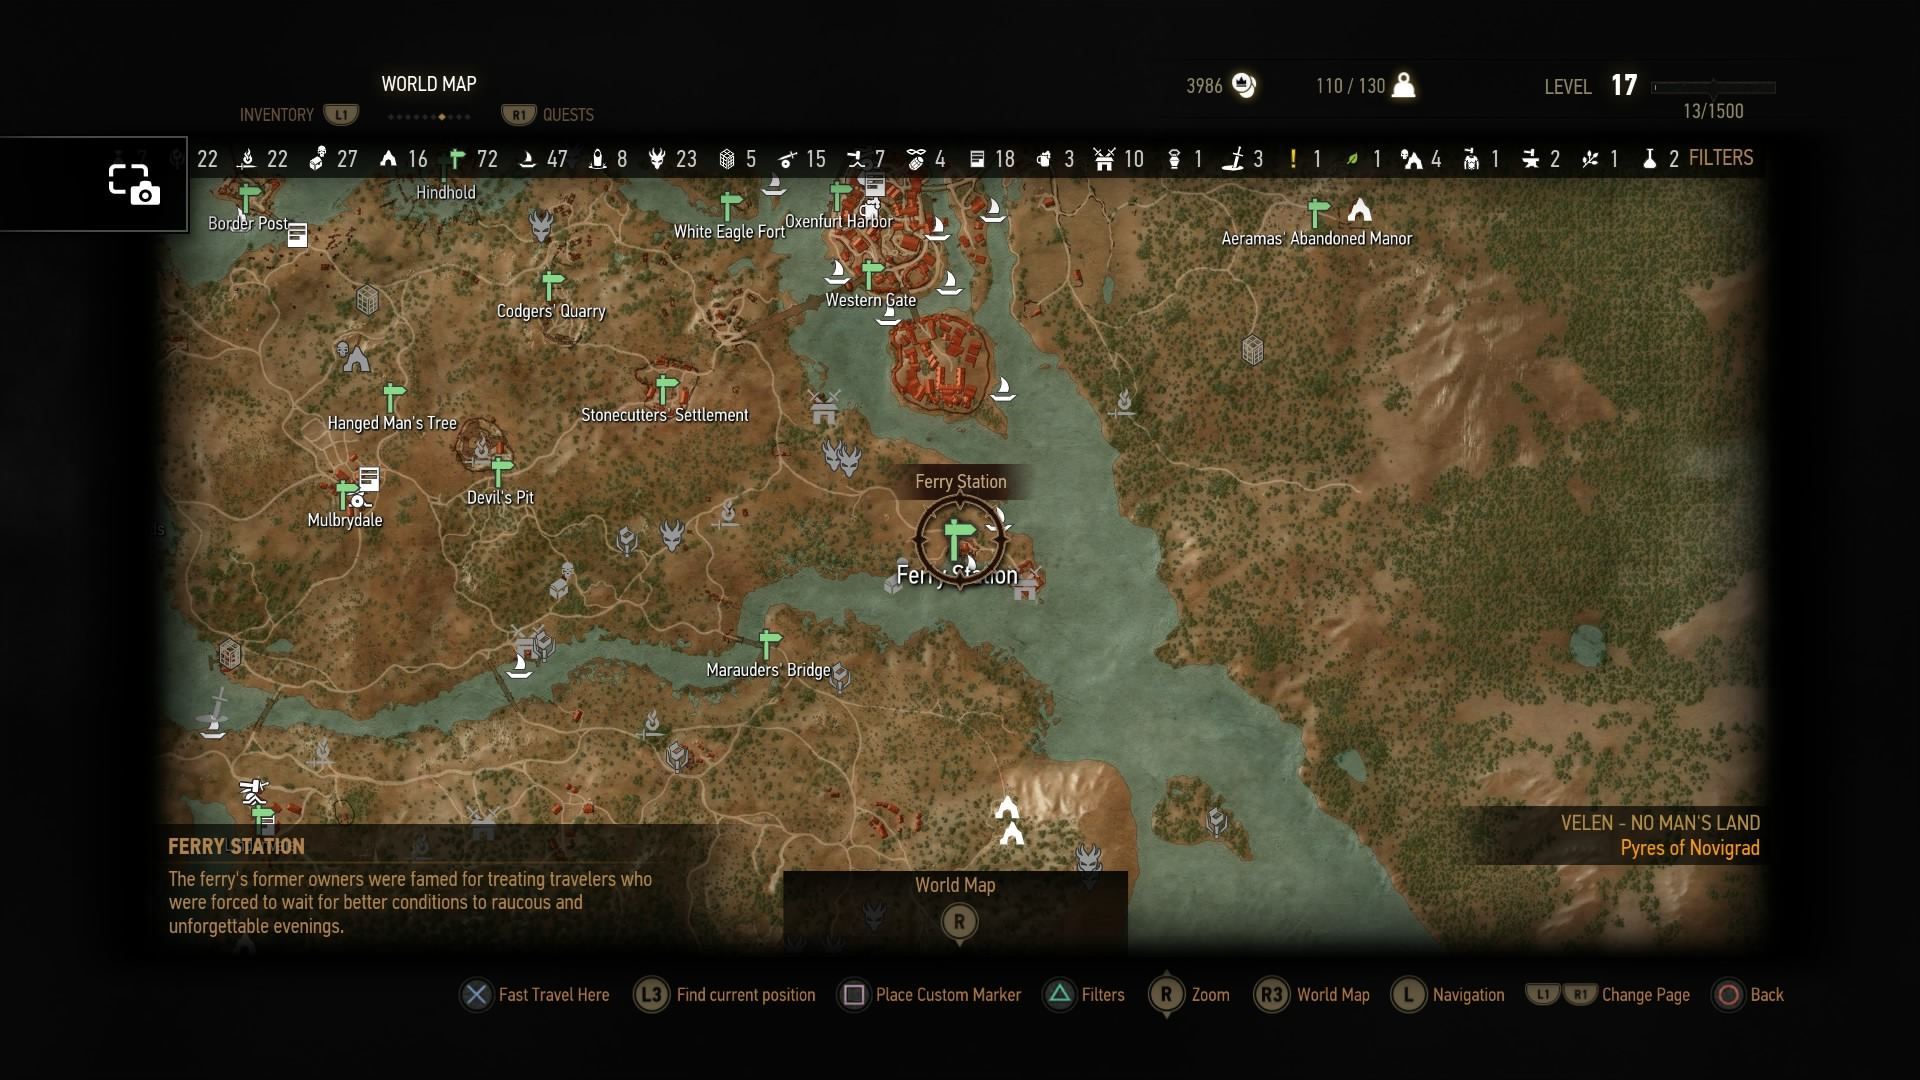 WORLD MAP
3986
110 / 130
LEVEL 17
13/1500
INVENTORY L1
R1 QUESTS
22 22 27 16 72 47 8 23 5 15 7 4 18 3 10 1 3 1 1 4 1 2 1 2 FILTERS
Hindhold
Border Post
White Eagle Fort
Oxenfurt Harbor
Aeramas' Abandoned Manor
Western Gate
Codgers' Quarry
Stonecutters' Settlement
Hanged Man's Tree
Ferry Station
Devil's Pit
Mulbrydale
Ferry Station
Marauders' Bridge
VELEN - NO MAN'S LAND
Pyres of Novigrad
FERRY STATION
The ferry's former owners were famed for treating travelers who
were forced to wait for better conditions to raucous and
unforgettable evenings.
World Map
R
Fast Travel Here L3 Find current position Place Custom Marker Filters R Zoom R3 World Map L Navigation L1 R1 Change Page Back